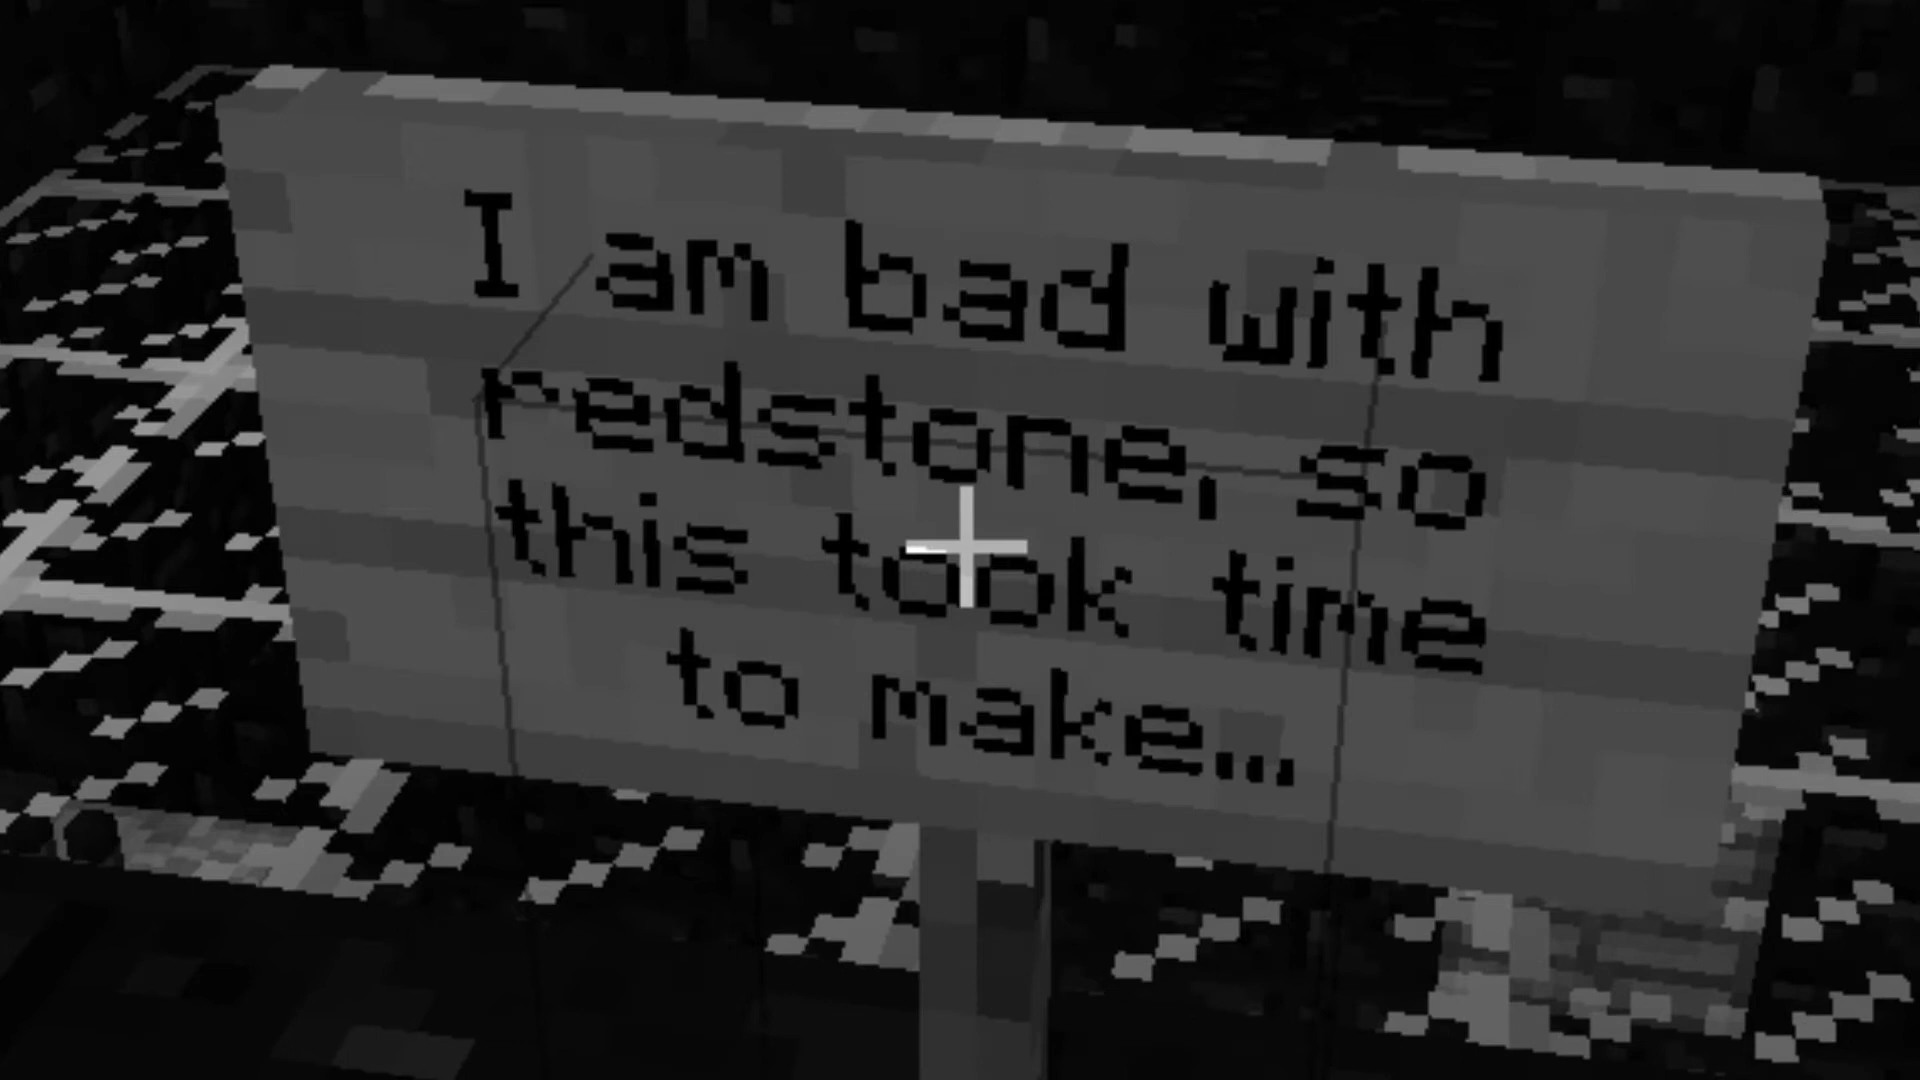 I am bad with
redstone, so
this took time
to make...